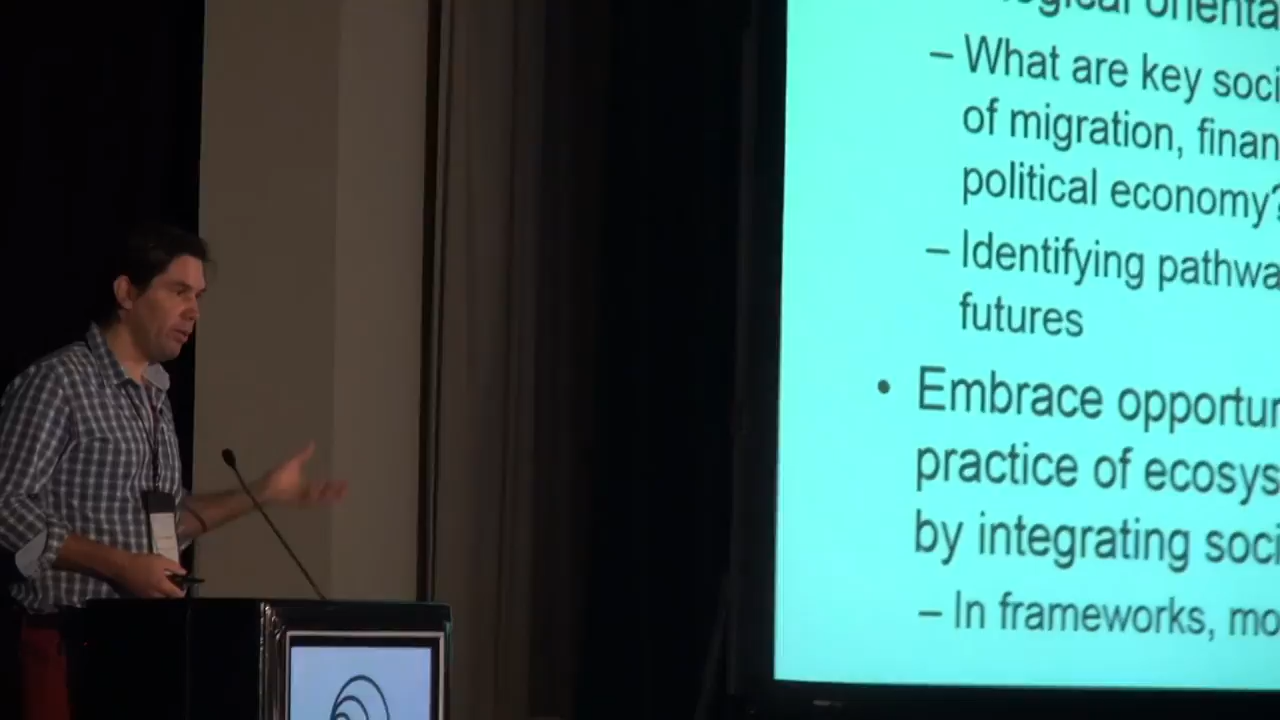 – What are key soci
of migration, finan
political economy?
– Identifying pathwa
futures
• Embrace opportun
practice of ecosys
by integrating soci
– In frameworks, mo